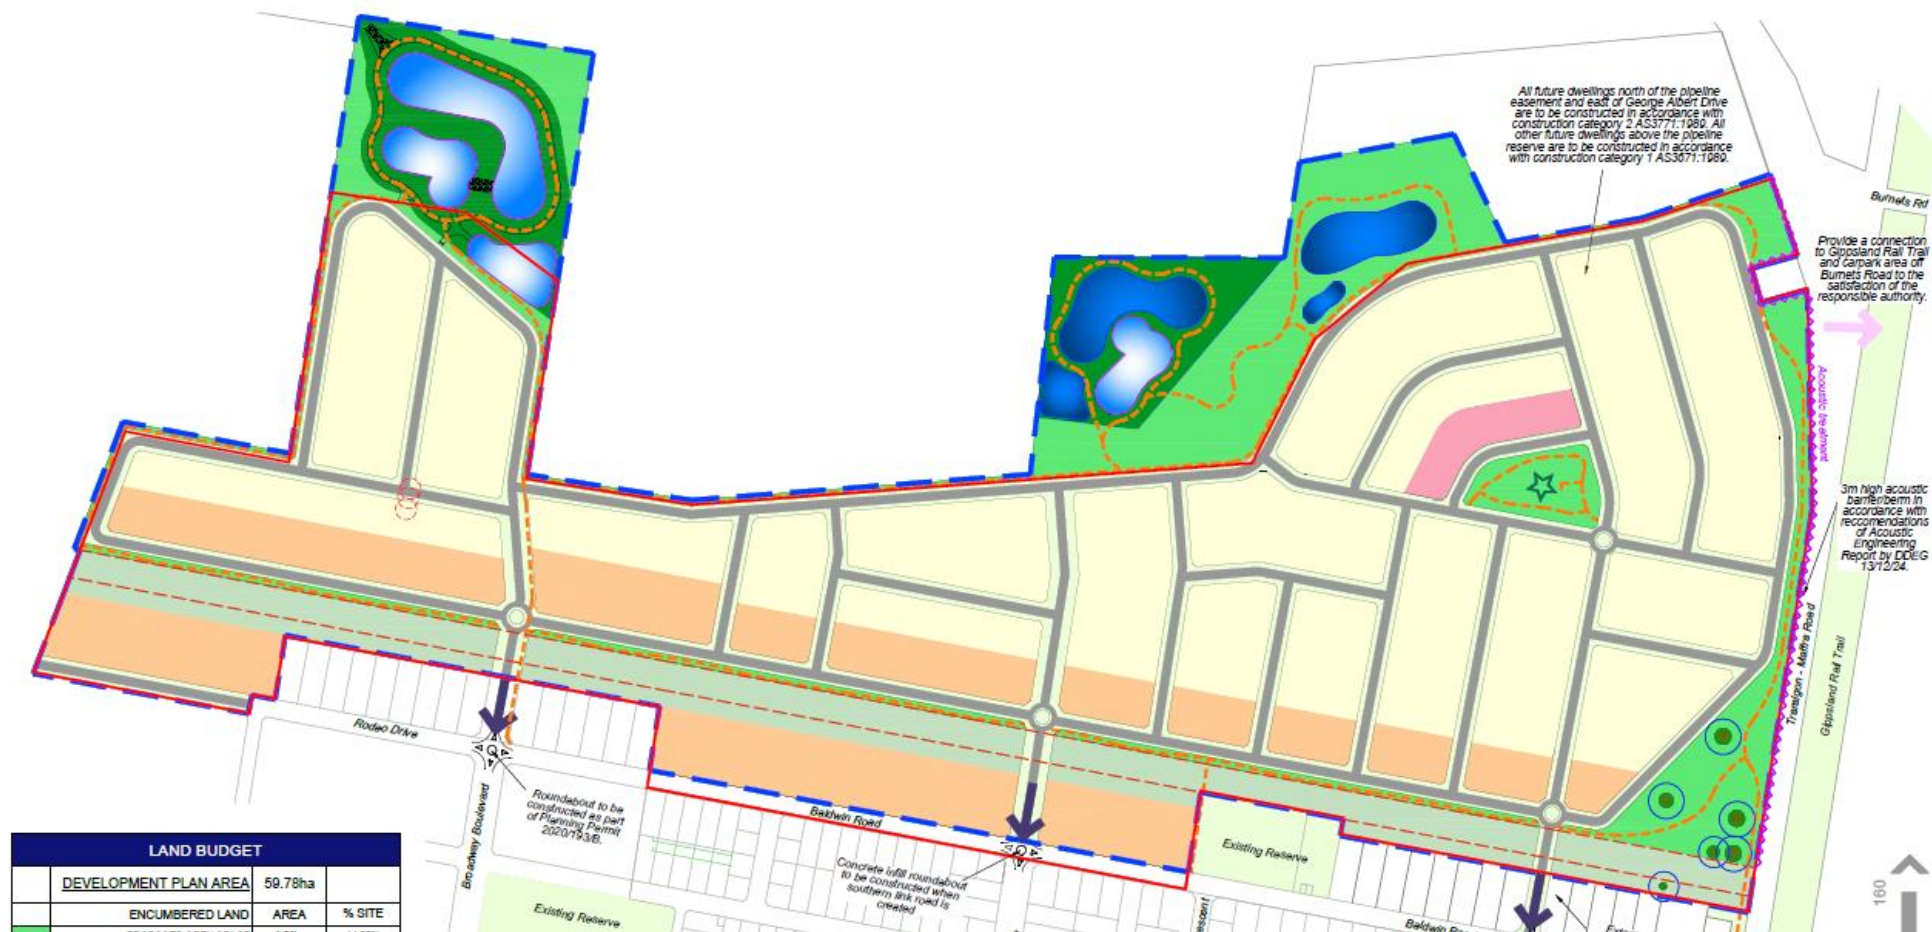 All future dwellings north of the pipeline
easement and east of George Albert Drive
are to be constructed in accordance with
construction category 2 AS3771:1989. All
other future dwellings above the pipeline
reserve are to be constructed in accordance
with construction category 1 AS3671:1989.
Burnets Rd
Provide a connection
to Gippsland Rail Trail
and carpark area off
Burnets Road to the
satisfaction of the
responsible authority.
Acoustic treatment
3m high acoustic
barrier/berm in
accordance with
reccomendations
of Acoustic
Engineering
Report by DDEG
13/12/24.
Traralgon - Maffra Road
Gippsland Rail Trail
Rodeo Drive
Broadway Boulevard
Roundabout to be
constructed as part
of Planning Permit
2020/193/B.
Baldwin Road
Concrete infill roundabout
to be constructed when
southern link road is
created
Existing Reserve
Existing Reserve
Baldwin
160
LAND BUDGET
DEVELOPMENT PLAN AREA 59.78ha
ENCUMBERED LAND AREA % SITE